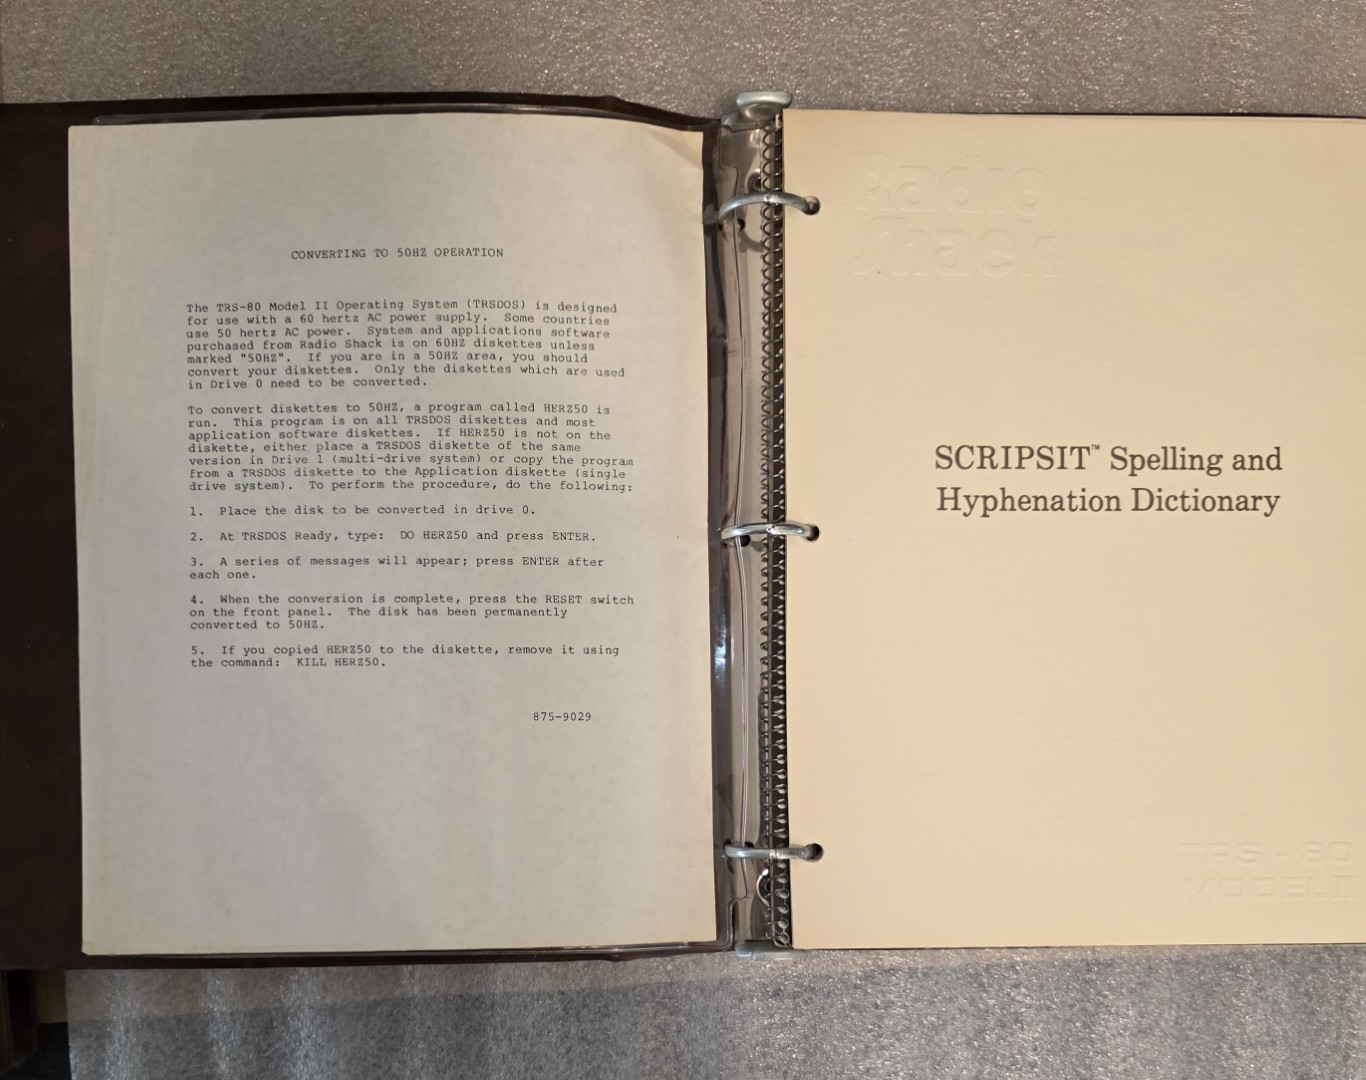 CONVERTING TO 50HZ OPERATION
The TRS-80 Model II Operating System (TRSDOS) is designed
for use with a 60 hertz AC power supply.  Some countries
use 50 hertz AC power.  System and applications software
purchased from Radio Shack is on 60HZ diskettes unless
marked "50HZ".  If you are in a 50HZ area, you should
convert your diskettes.  Only the diskettes which are used
in Drive 0 need to be converted.
To convert diskettes to 50HZ, a program called HERZ50 is
run.  This program is on all TRSDOS diskettes and most
application software diskettes.  If HERZ50 is not on the
diskette, either place a TRSDOS diskette of the same
version in Drive 1 (multi-drive system) or copy the program
from a TRSDOS diskette to the Application diskette (single
drive system).  To perform the procedure, do the following:
1.  Place the disk to be converted in drive 0.
2.  At TRSDOS Ready, type:  DO HERZ50 and press ENTER.
3.  A series of messages will appear; press ENTER after
each one.
4.  When the conversion is complete, press the RESET switch
on the front panel.  The disk has been permanently
converted to 50HZ.
5.  If you copied HERZ50 to the diskette, remove it using
the command:  KILL HERZ50.
875-9029
Radio
Shack
SCRIPSIT™ Spelling and
Hyphenation Dictionary
TRS-80
MODEL II